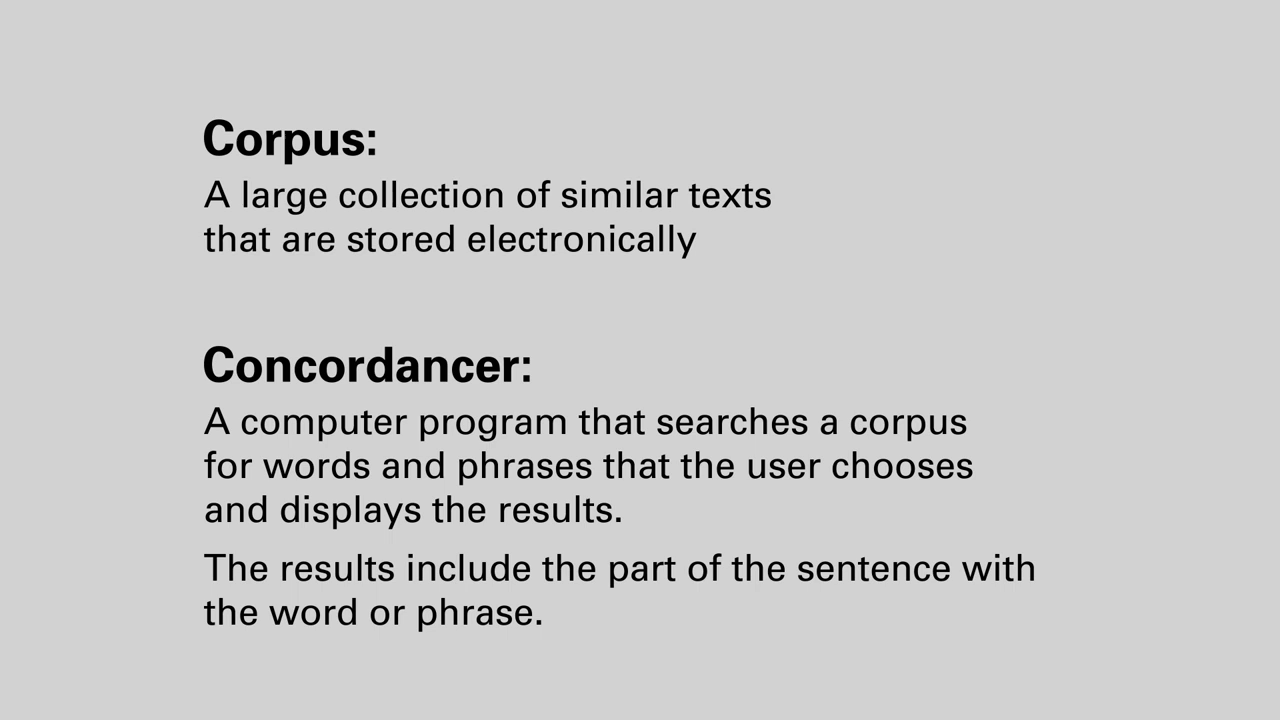 Corpus:
A large collection of similar texts
that are stored electronically
Concordancer:
A computer program that searches a corpus
for words and phrases that the user chooses
and displays the results.
The results include the part of the sentence with
the word or phrase.